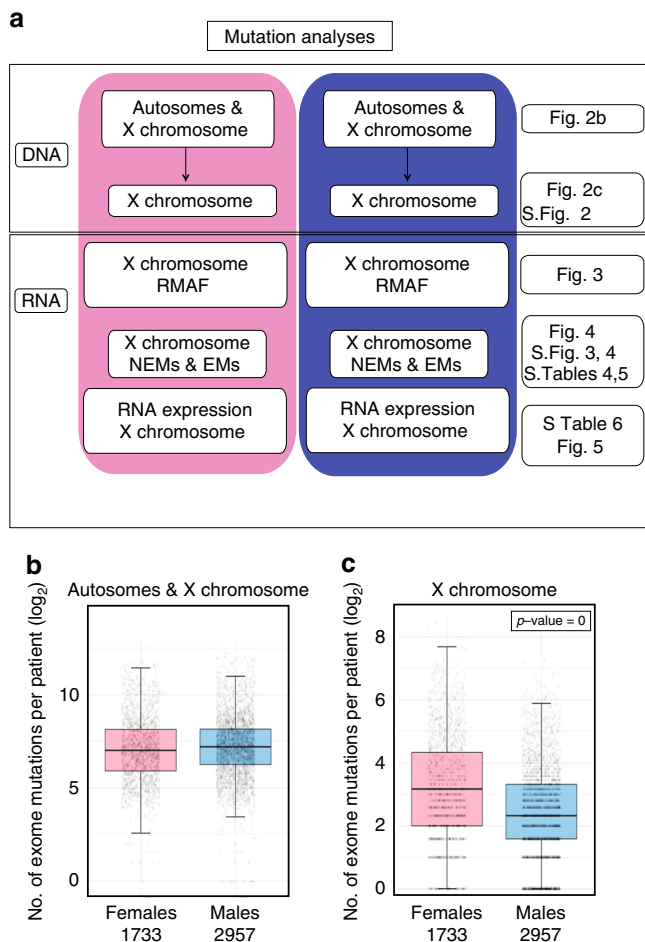 a
Mutation analyses
DNA
Autosomes &
X chromosome
Autosomes &
X chromosome
Fig. 2b
X chromosome
X chromosome
Fig. 2c
S.Fig. 2
RNA
X chromosome
RMAF
X chromosome
RMAF
Fig. 3
X chromosome
NEMs & EMs
X chromosome
NEMs & EMs
Fig. 4
S.Fig. 3, 4
S.Tables 4,5
RNA expression
X chromosome
RNA expression
X chromosome
S Table 6
Fig. 5
b
Autosomes & X chromosome
No. of exome mutations per patient (log₂)
10
5
0
Females
1733
Males
2957
c
X chromosome
p–value = 0
No. of exome mutations per patient (log₂)
8
6
4
2
0
Females
1733
Males
2957